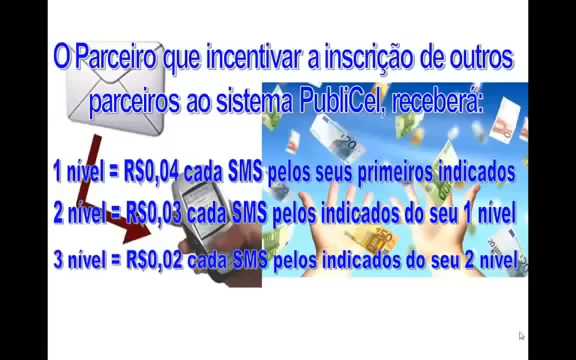 O Parceiro que incentivar a inscrição de outros
parceiros ao sistema PubliCel, receberá:
1 nível = R$0,04 cada SMS pelos seus primeiros indicados
2 nível = R$0,03 cada SMS pelos indicados do seu 1 nível
3 nível = R$0,02 cada SMS pelos indicados do seu 2 nível